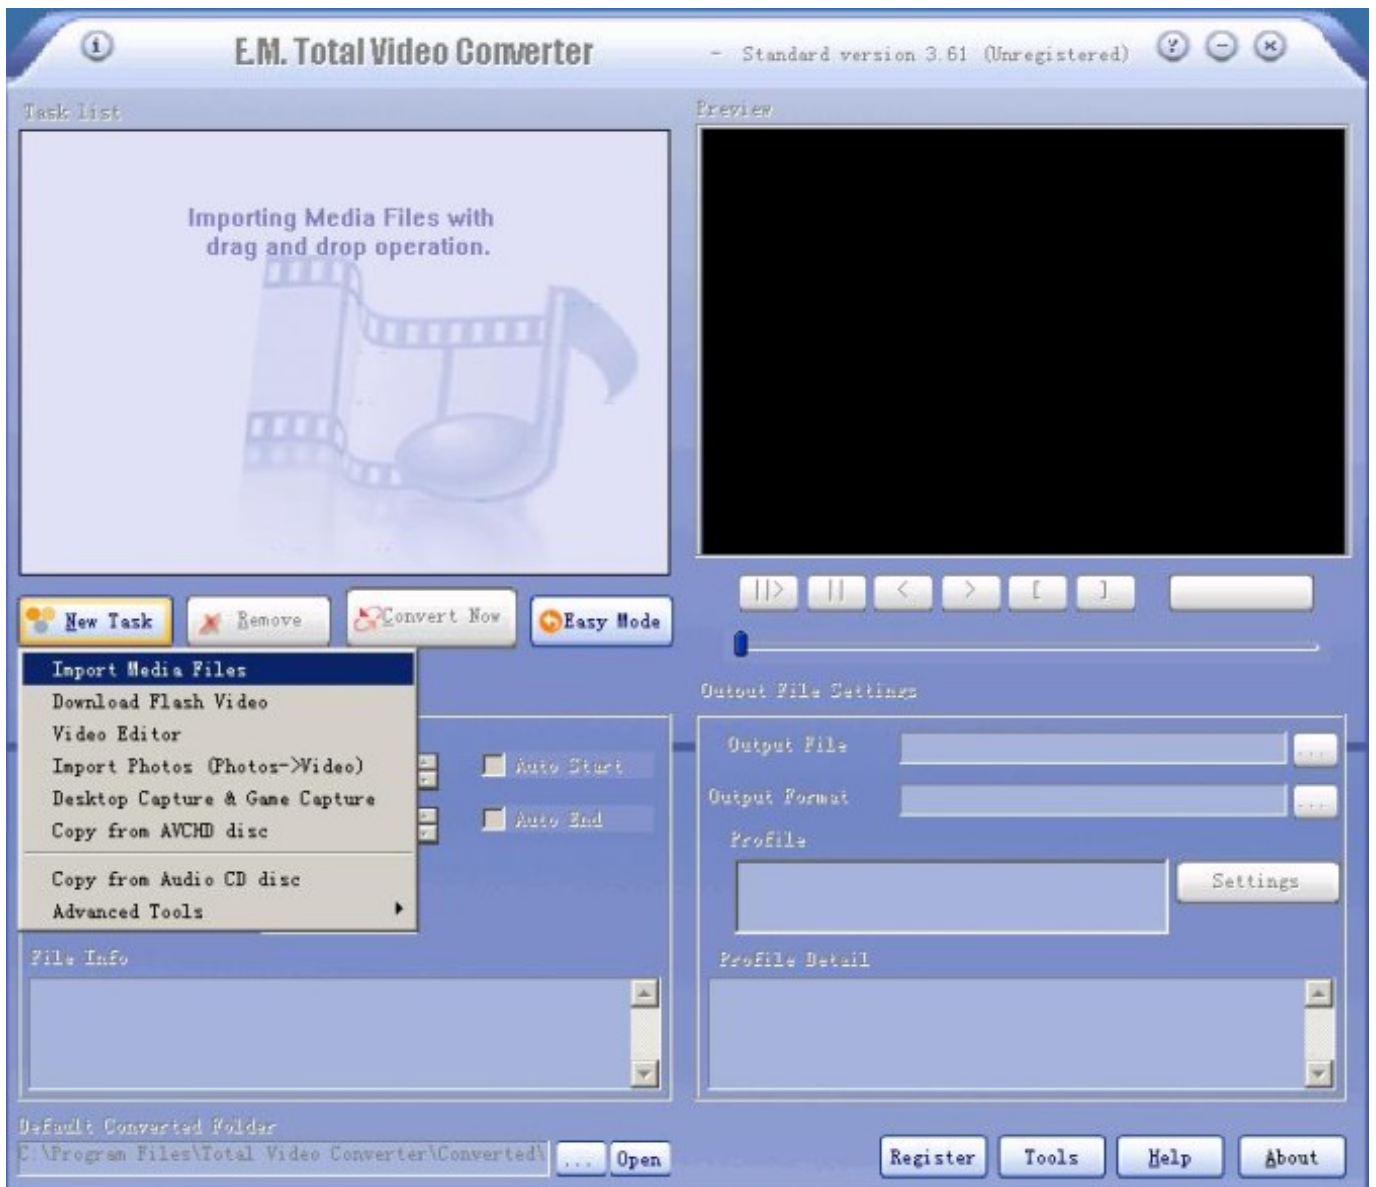 E.M. Total Video Converter
- Standard version 3.61 (Unregistered)
Task list
Preview
Importing Media Files with
drag and drop operation.
||> || < > [ ]
New Task
Remove
Convert Now
Easy Mode
Import Media Files
Download Flash Video
Video Editor
Import Photos (Photos->Video)
Desktop Capture & Game Capture
Copy from AVCHD disc
Copy from Audio CD disc
Advanced Tools
Auto Start
Auto End
File Info
Outout File Settings
Output File
...
Output Format
...
Profile
Settings
Profile Detail
Default Converted Folder
C:\Program Files\Total Video Converter\Converted\
...
Open
Register
Tools
Help
About